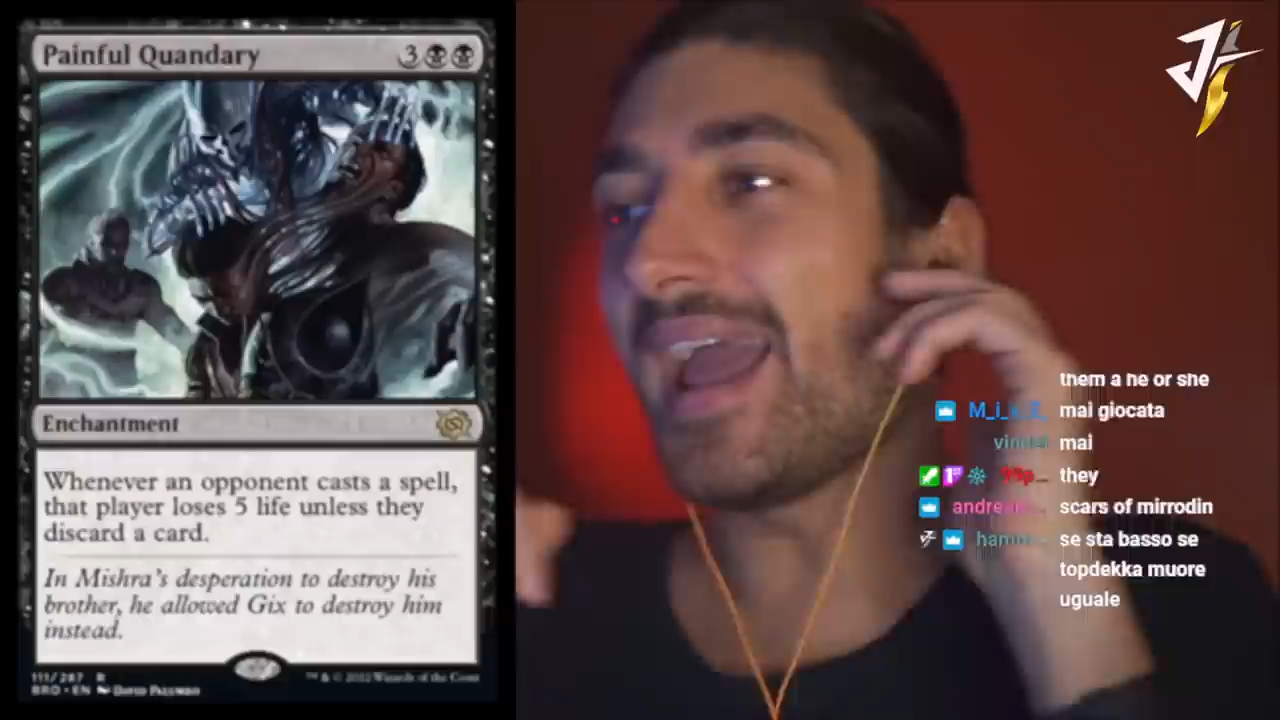 Painful Quandary 3
Enchantment
Whenever an opponent casts a spell,
that player loses 5 life unless they
discard a card.
In Mishra's desperation to destroy his
brother, he allowed Gix to destroy him
instead.
111/287 R
BRO • EN DAVID PALUMBO
™ & © 2022 Wizards of the Coast
them a he or she
mai giocata
mai
they
scars of mirrodin
se sta basso se
topdekka muore
uguale